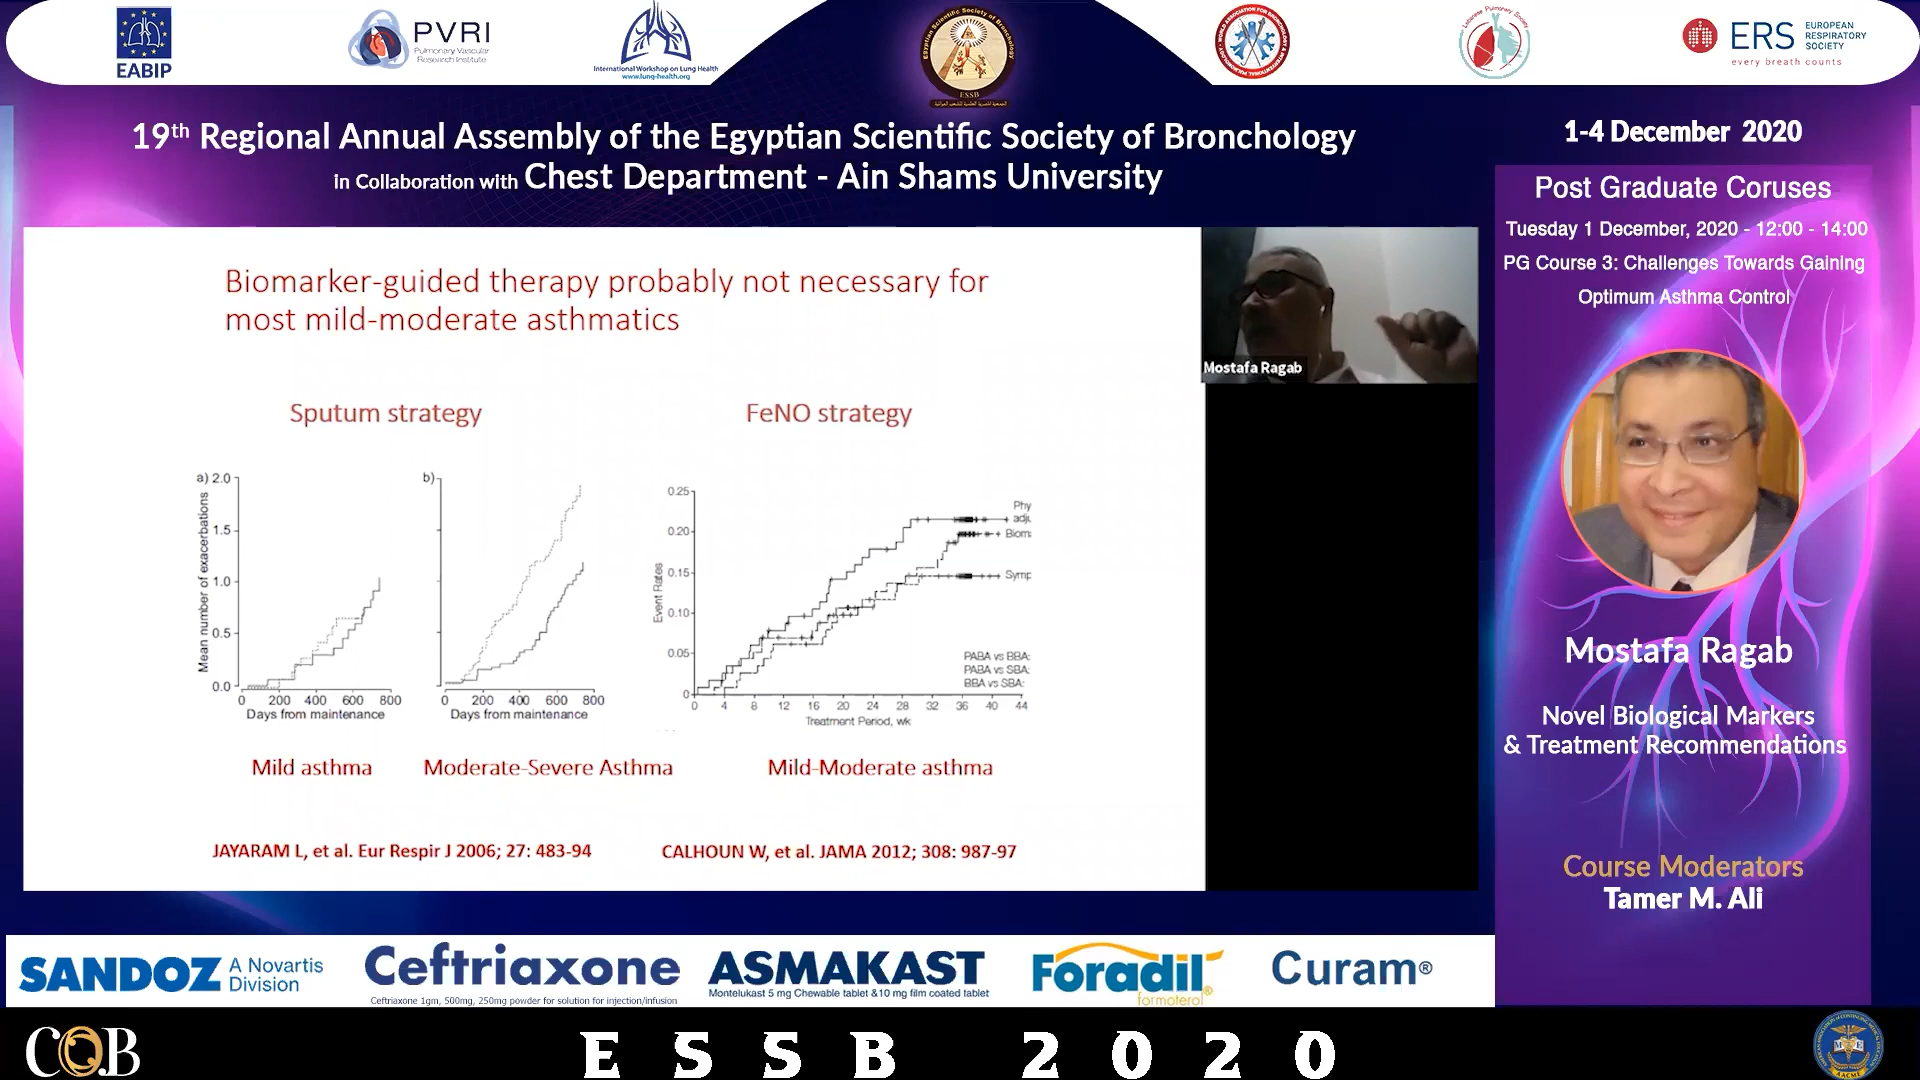 EABIP
PVRI
Pulmonary Vascular
Research Institute
International Workshop on Lung Health
www.lung-health.org
Egyptian Scientific Society of Bronchology
ESSB
ERS
EUROPEAN
RESPIRATORY
SOCIETY
every breath counts
19th Regional Annual Assembly of the Egyptian Scientific Society of Bronchology
in Collaboration with Chest Department - Ain Shams University
1-4 December 2020
Post Graduate Coruses
Tuesday 1 December, 2020 - 12:00 - 14:00
PG Course 3: Challenges Towards Gaining
Optimum Asthma Control
Biomarker-guided therapy probably not necessary for
most mild-moderate asthmatics
Mostafa Ragab
Sputum strategy
FeNO strategy
a) 2.0
1.5
1.0
0.5
0.0
Mean number of exacerbations
0 200 400 600 800
Days from maintenance
b)
0 200 400 600 800
Days from maintenance
0.25
0.20
0.15
0.10
0.05
0
Event Rates
0 4 8 12 16 20 24 28 32 36 40 44
Treatment Period, wk
Phy
adju
Biom
Symp
PABA vs BBA:
PABA vs SBA:
BBA vs SBA:
Mild asthma
Moderate-Severe Asthma
Mild-Moderate asthma
JAYARAM L, et al. Eur Respir J 2006; 27: 483-94
CALHOUN W, et al. JAMA 2012; 308: 987-97
Mostafa Ragab
Novel Biological Markers
& Treatment Recommendations
Course Moderators
Tamer M. Ali
SANDOZ A Novartis
Division
Ceftriaxone
Ceftriaxone 1gm, 500mg, 250mg powder for solution for injection/infusion
ASMAKAST
Montelukast 5 mg Chewable tablet &10 mg film coated tablet
Foradil®
formoterol
Curam®
CQB
ESSB 2020